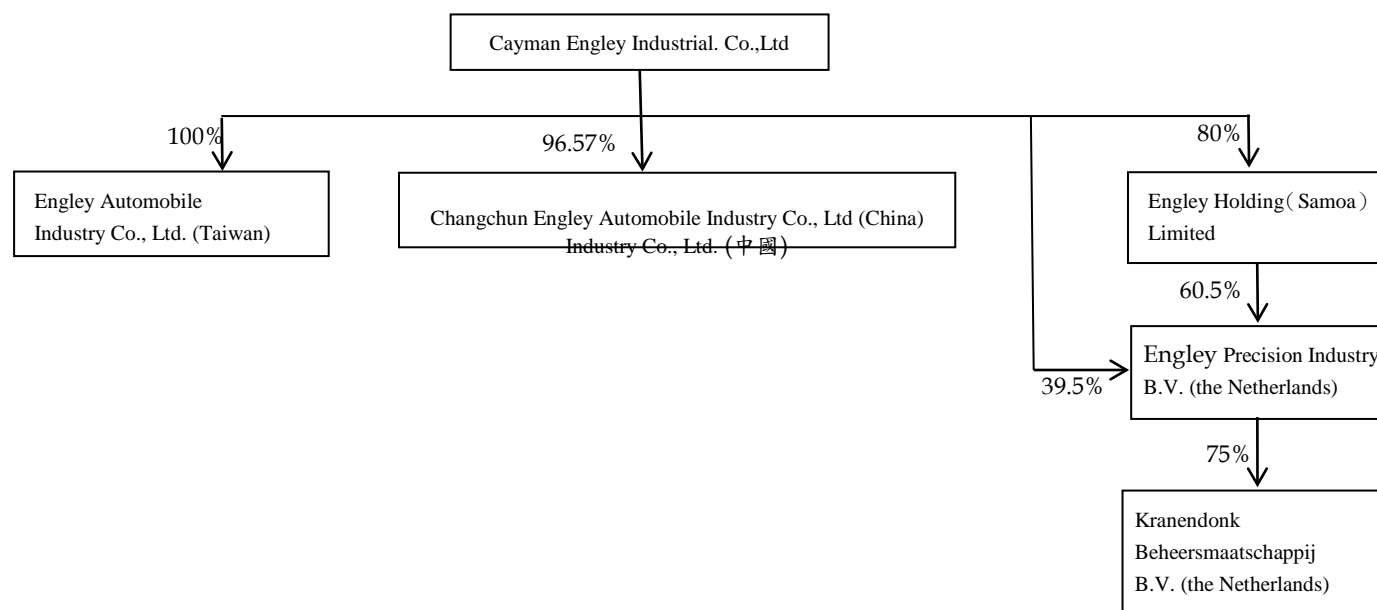 Cayman Engley Industrial. Co.,Ltd
100%
96.57%
80%
Engley Automobile
Industry Co., Ltd. (Taiwan)
Changchun Engley Automobile Industry Co., Ltd (China)
Industry Co., Ltd. (中國)
Engley Holding（Samoa）
Limited
60.5%
39.5%
Engley Precision Industry
B.V. (the Netherlands)
75%
Kranendonk
Beheersmaatschappij
B.V. (the Netherlands)